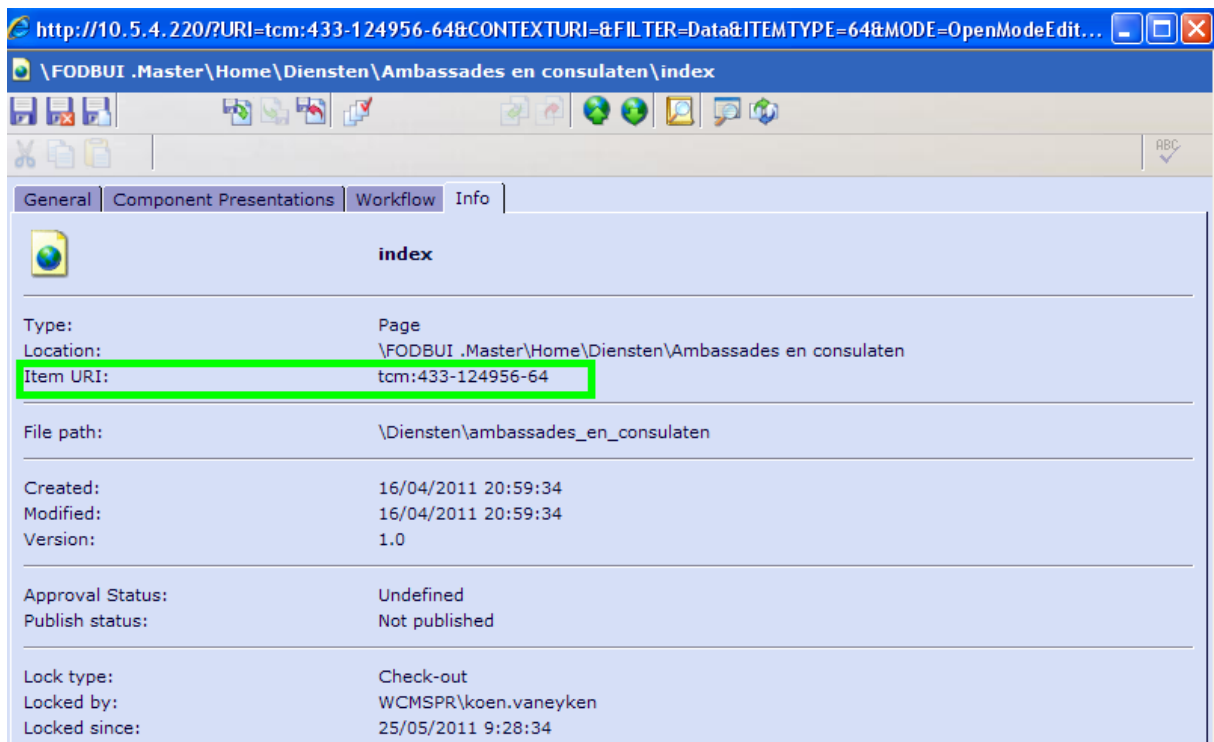 http://10.5.4.220/?URI=tcm:433-124956-64&CONTEXTURI=&FILTER=Data&ITEMTYPE=64&MODE=OpenModeEdit...
\FODBUI .Master\Home\Diensten\Ambassades en consulaten\index
ABC
General Component Presentations Workflow Info
index
Type: Page
Location: \FODBUI .Master\Home\Diensten\Ambassades en consulaten
Item URI: tcm:433-124956-64
File path: \Diensten\ambassades_en_consulaten
Created: 16/04/2011 20:59:34
Modified: 16/04/2011 20:59:34
Version: 1.0
Approval Status: Undefined
Publish status: Not published
Lock type: Check-out
Locked by: WCMSPR\koen.vaneyken
Locked since: 25/05/2011 9:28:34